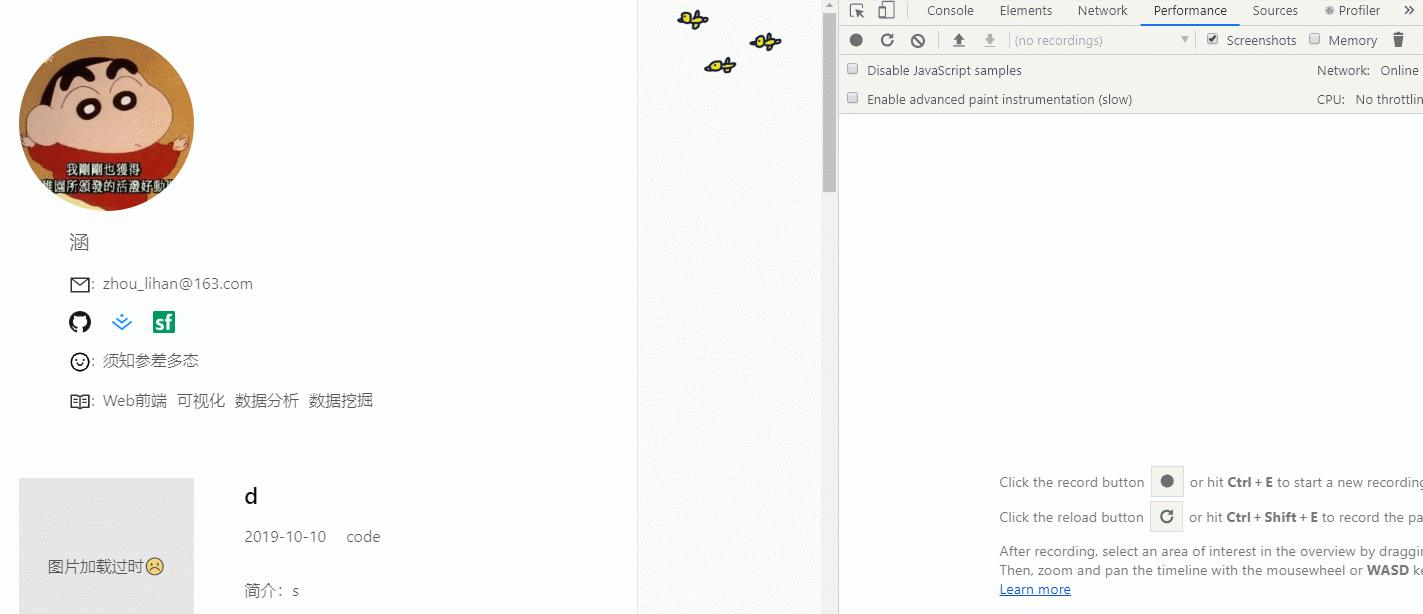 Console Elements Network Performance Sources Profiler »
(no recordings) Screenshots Memory
Disable JavaScript samples Network: Online
Enable advanced paint instrumentation (slow) CPU: No throttlin
我剛剛也獲得
稚園所頒發的活潑好動
涵
: zhou_lihan@163.com
sf
: 须知参差多态
: Web前端 可视化 数据分析 数据挖掘
d
2019-10-10 code
图片加载过时
简介：s
Click the record button or hit Ctrl + E to start a new recording
Click the reload button or hit Ctrl + Shift + E to record the pa
After recording, select an area of interest in the overview by draggin
Then, zoom and pan the timeline with the mousewheel or WASD ke
Learn more